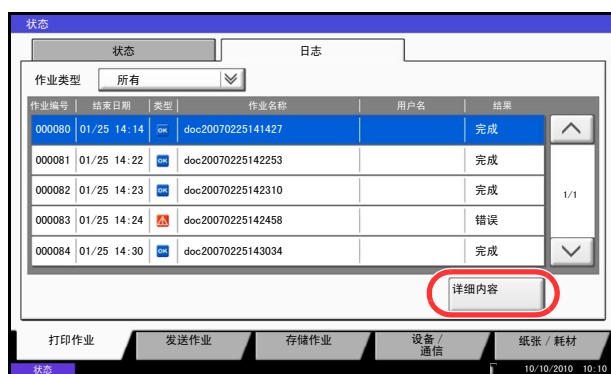 状态
状态 日志
作业类型 所有
作业编号 结束日期 类型 作业名称 用户名 结果
000080 01/25 14:14 OK doc20070225141427 完成
000081 01/25 14:22 OK doc20070225142253 完成
000082 01/25 14:23 OK doc20070225142310 完成
1/1
000083 01/25 14:24 doc20070225142458 错误
000084 01/25 14:30 OK doc20070225143034 完成
详细内容
打印作业 发送作业 存储作业 设备 / 通信 纸张 / 耗材
状态 10/10/2010 10:10